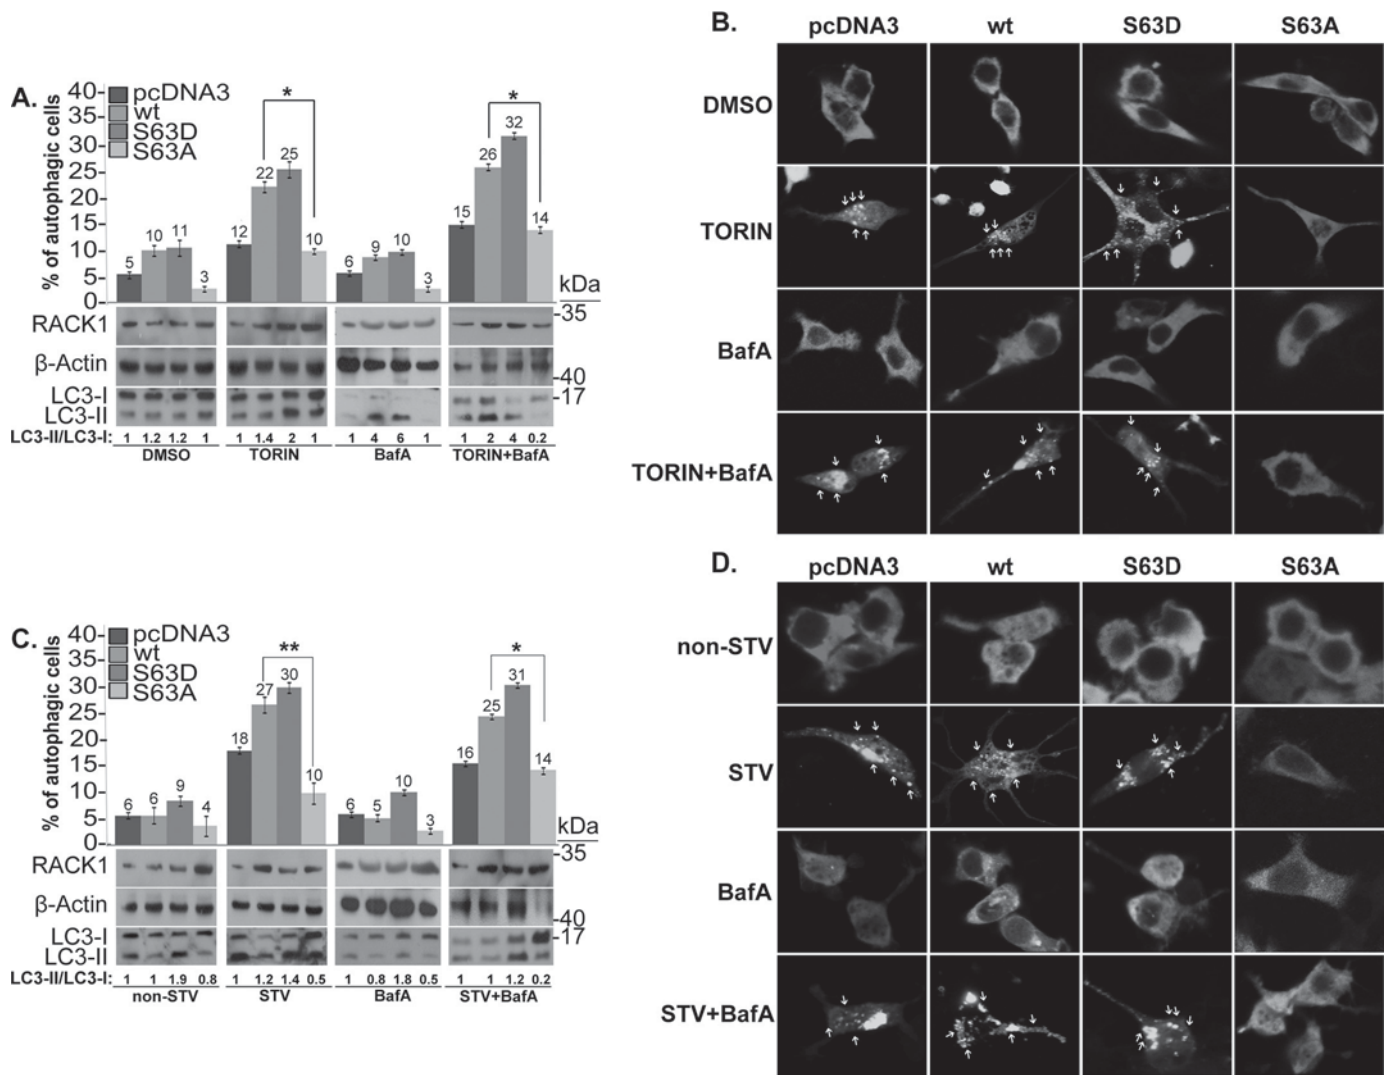 A.
% of autophagic cells
40
35
30
25
20
15
10
5
0
pcDNA3
wt
S63D
S63A
*
*
5 10 11 3
12 22 25 10
6 9 10 3
15 26 32 14
kDa
RACK1 -35
β-Actin -40
LC3-I -17
LC3-II
LC3-II/LC3-I: 1 1.2 1.2 1 1 1.4 2 1 1 4 6 1 1 2 4 0.2
DMSO TORIN BafA TORIN+BafA
B.
pcDNA3 wt S63D S63A
DMSO
TORIN
BafA
TORIN+BafA
C.
% of autophagic cells
40
35
30
25
20
15
10
5
0
pcDNA3
wt
S63D
S63A
**
*
6 6 9 4
18 27 30 10
6 5 10 3
16 25 31 14
kDa
RACK1 -35
β-Actin -40
LC3-I -17
LC3-II
LC3-II/LC3-I: 1 1 1.9 0.8 1 1.2 1.4 0.5 1 0.8 1.8 0.5 1 1 1.2 0.2
non-STV STV BafA STV+BafA
D.
pcDNA3 wt S63D S63A
non-STV
STV
BafA
STV+BafA